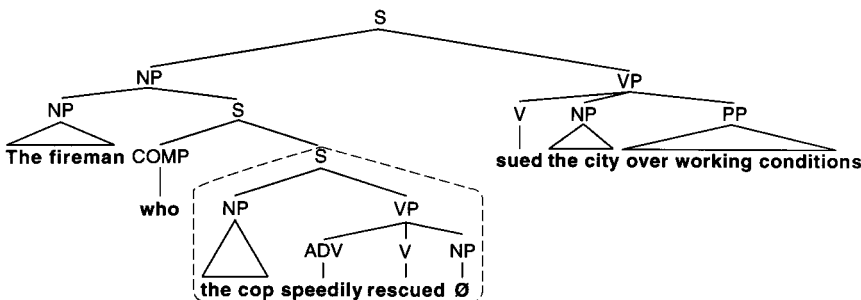 S
NP VP
NP S V NP PP
The fireman COMP S sued the city over working conditions
who NP VP
ADV V NP
the cop speedily rescued Ø